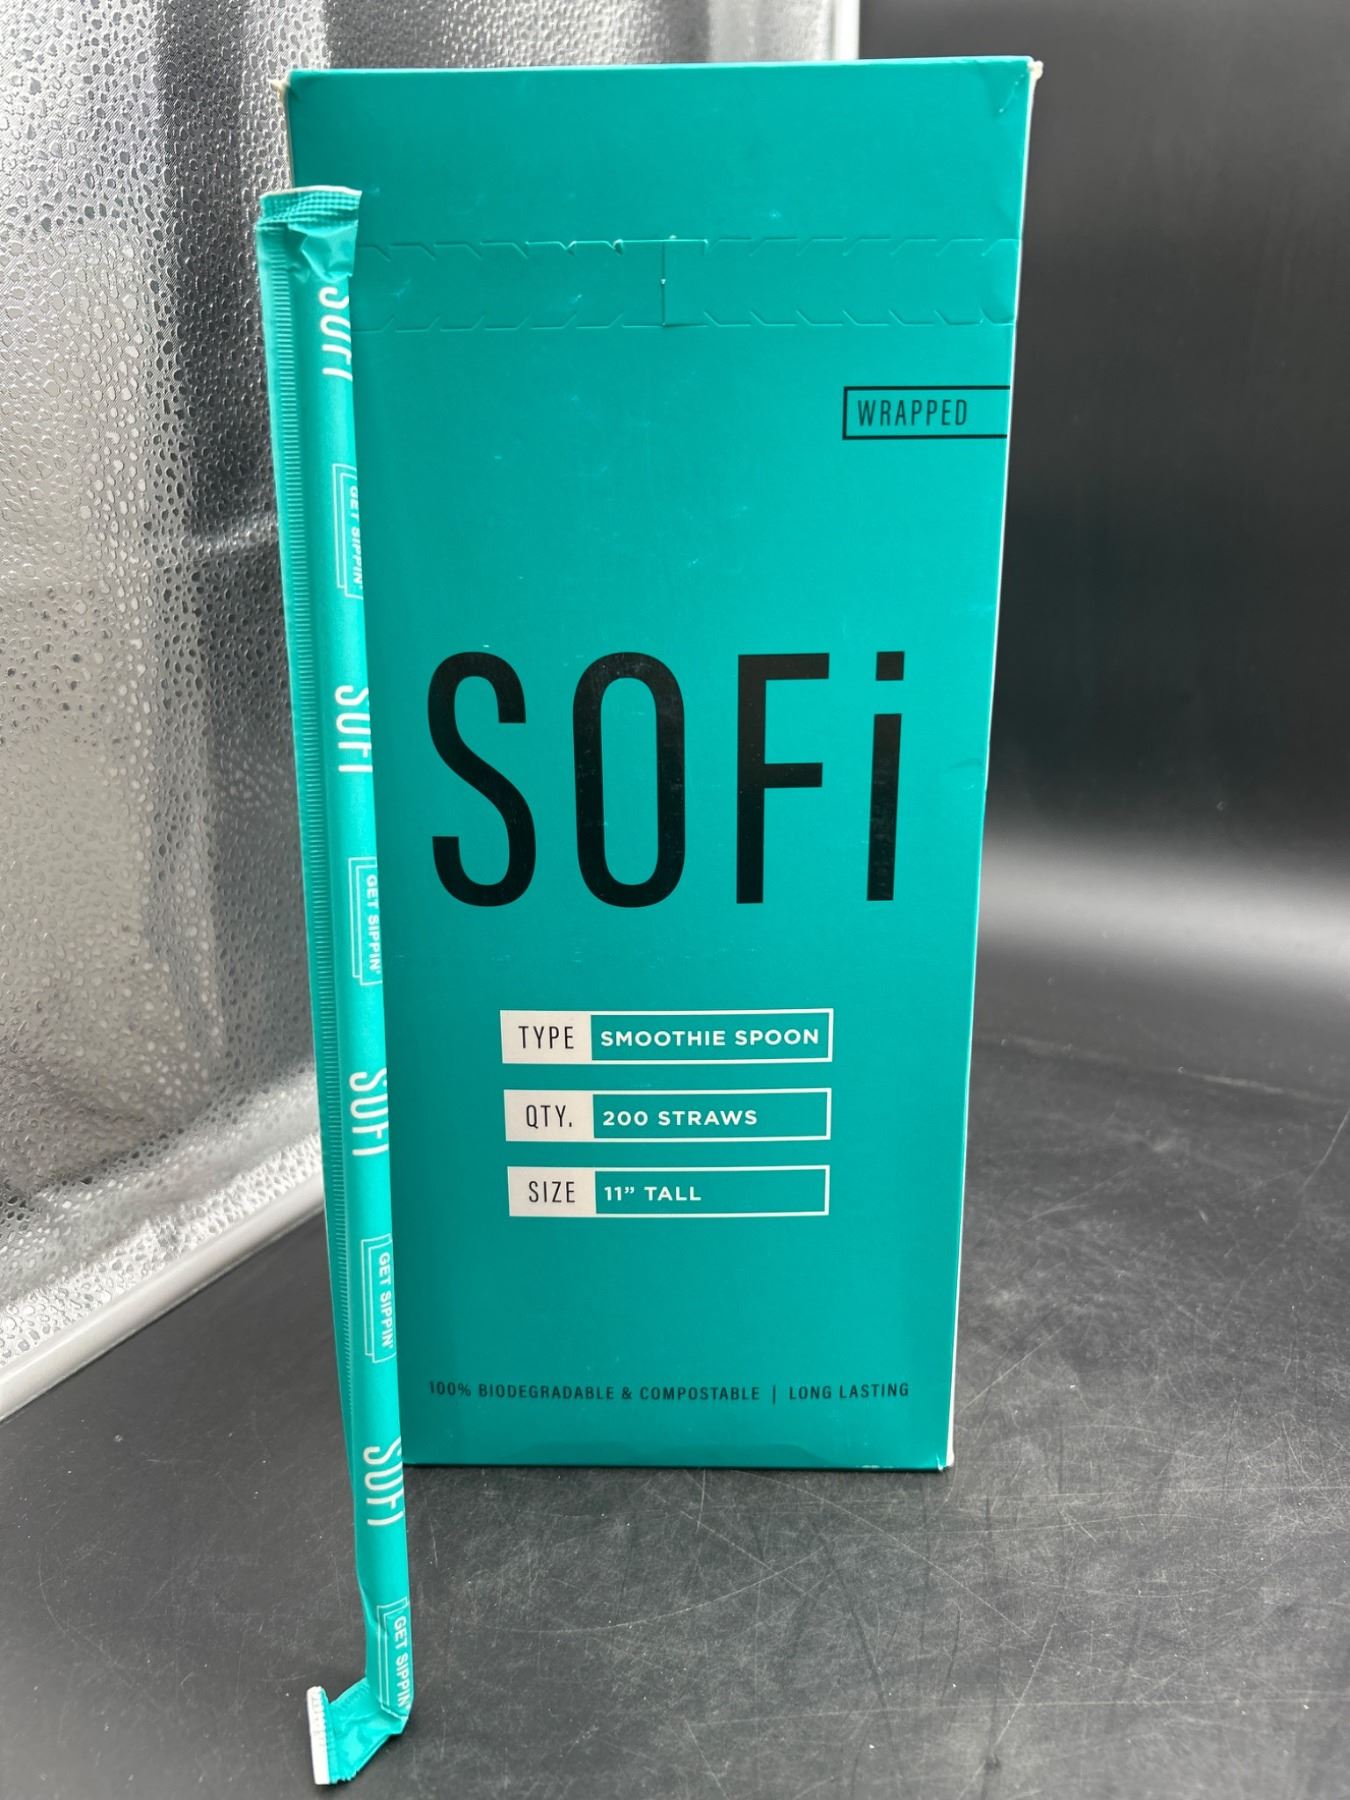 WRAPPED
SOFi
TYPE SMOOTHIE SPOON
QTY. 200 STRAWS
SIZE 11” TALL
100% BIODEGRADABLE & COMPOSTABLE | LONG LASTING
SOFi
GET SIPPIN'
SOFi
GET SIPPIN'
SOFi
GET SIPPIN'
SOFi
GET SIPPIN'